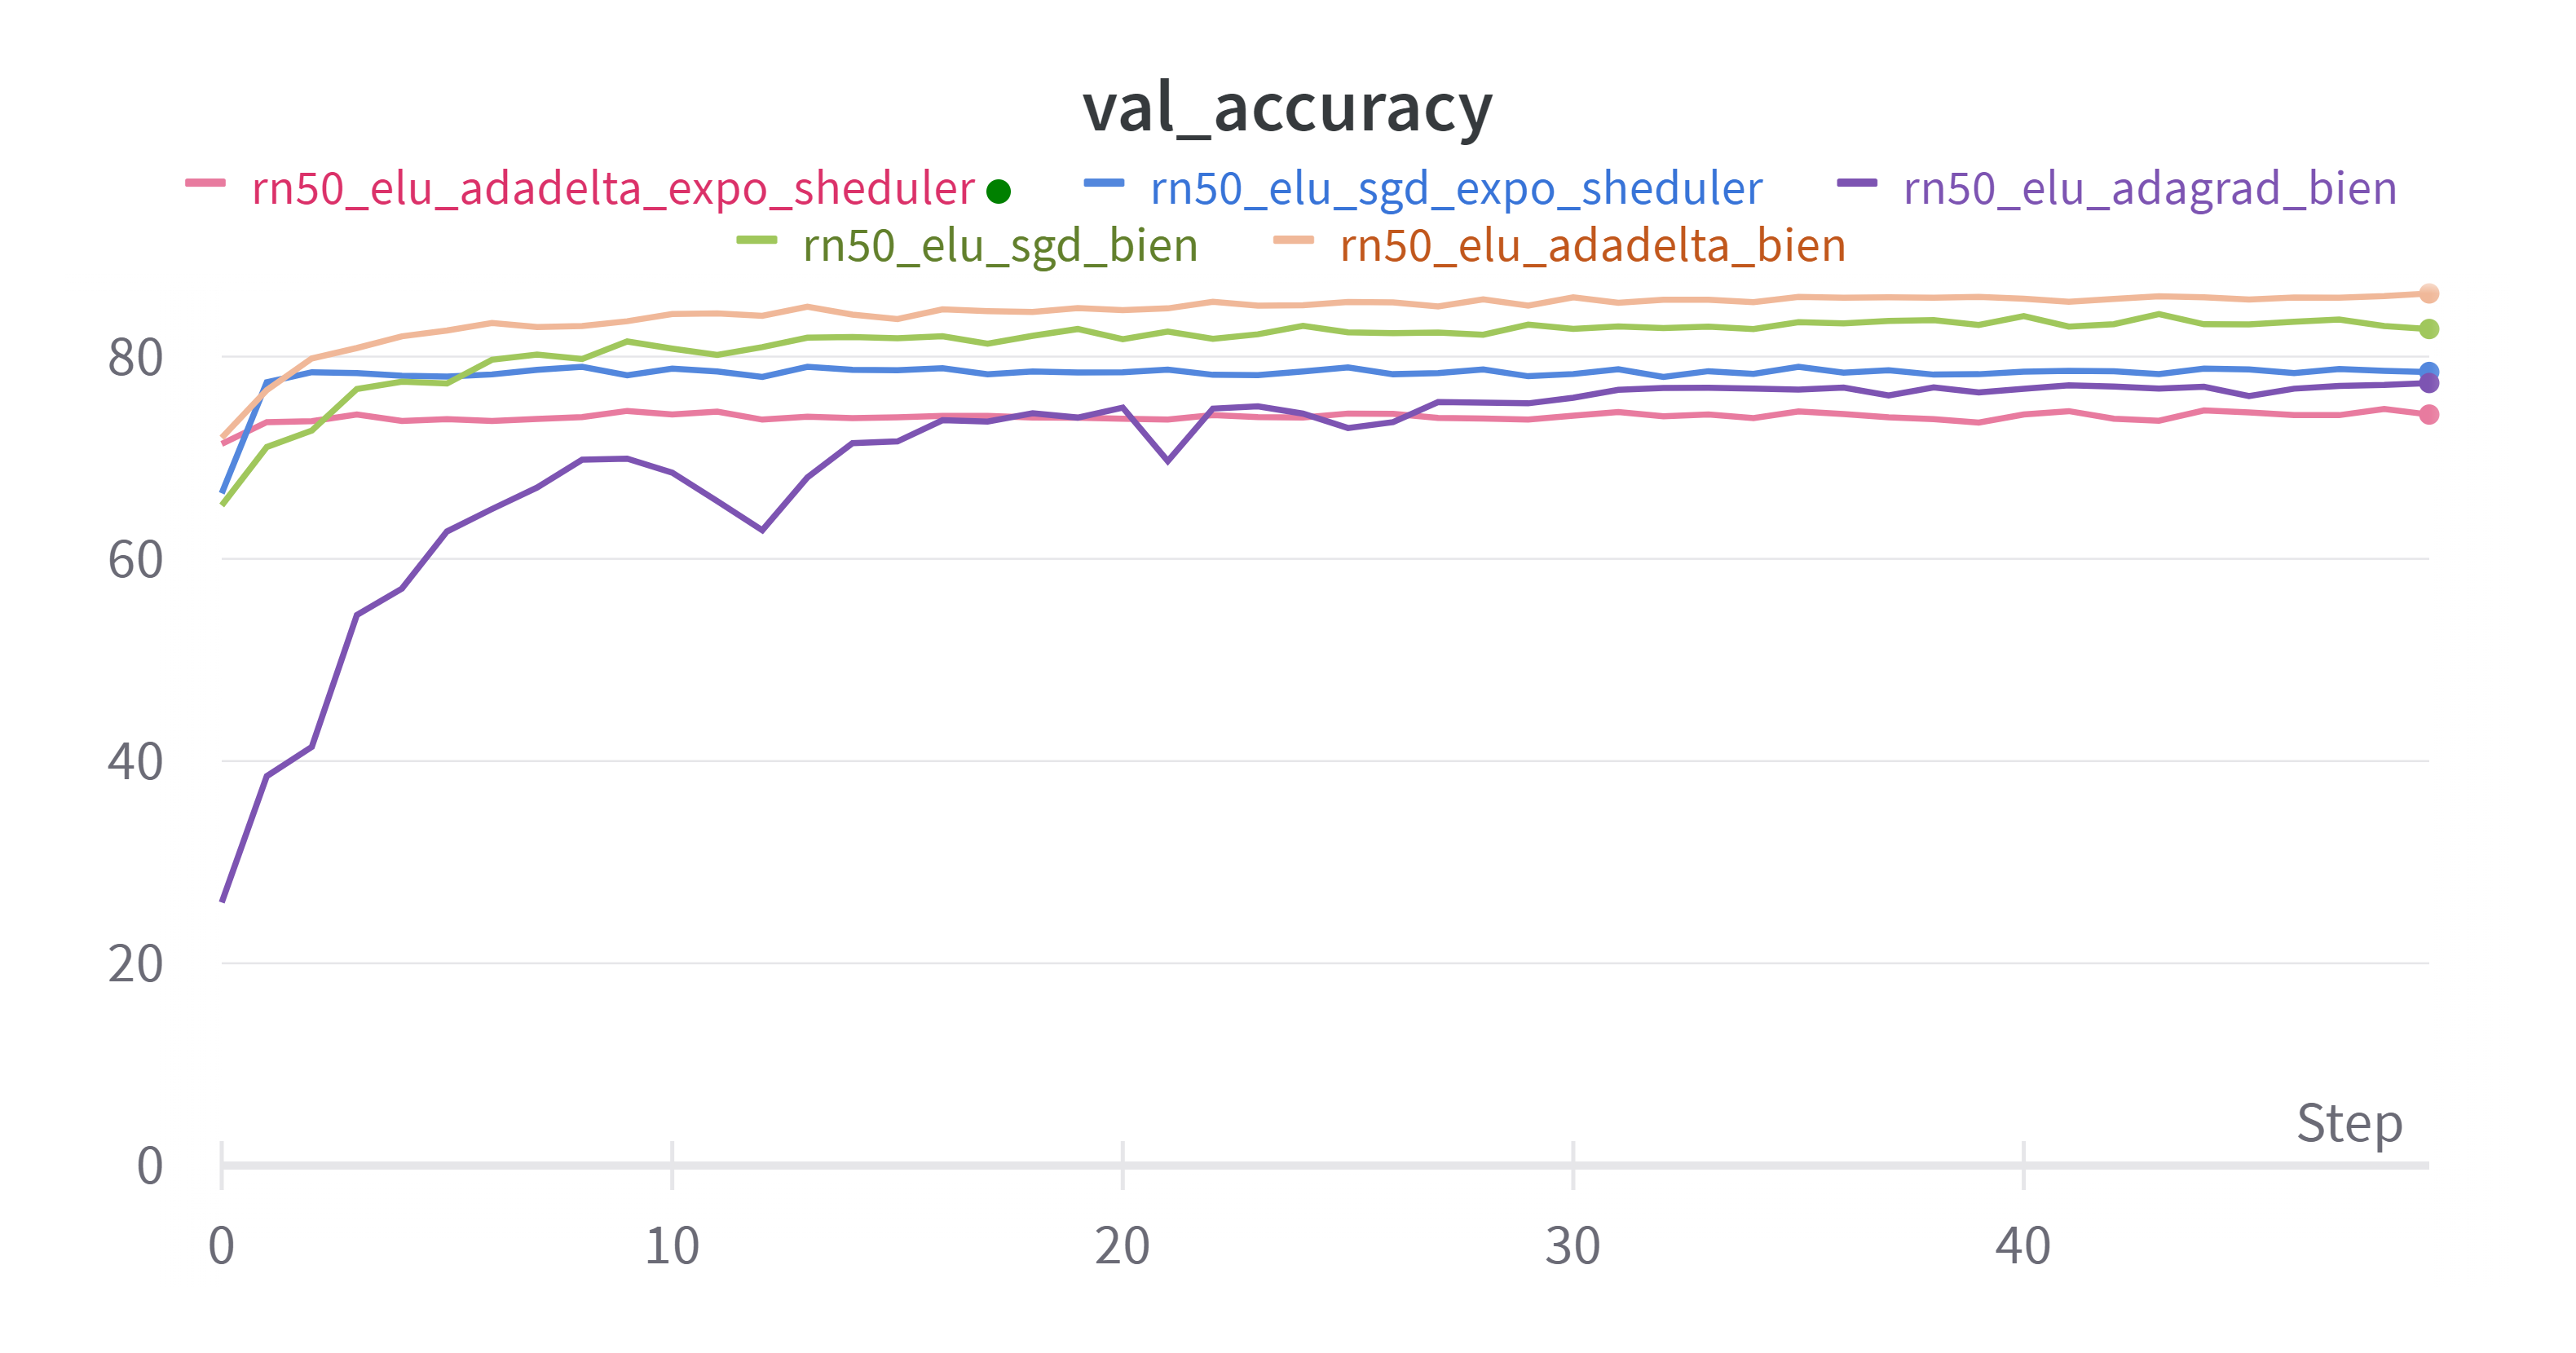 val_accuracy
rn50_elu_adadelta_expo_sheduler rn50_elu_sgd_expo_sheduler rn50_elu_adagrad_bien
rn50_elu_sgd_bien rn50_elu_adadelta_bien
80
60
40
20
Step
0
0 10 20 30 40